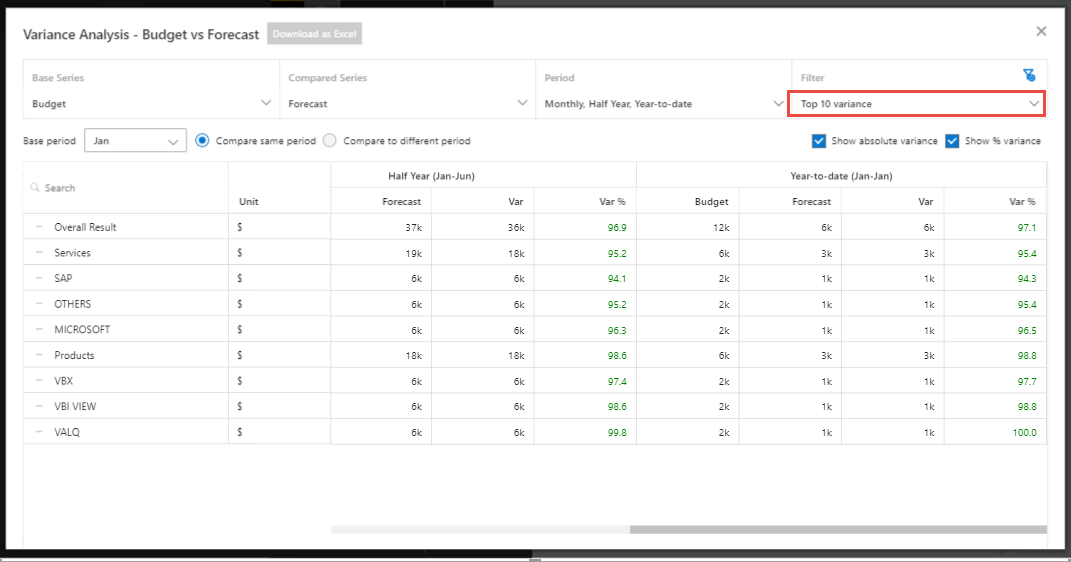 Variance Analysis - Budget vs Forecast Download as Excel
Base Series Compared Series Period Filter
Budget Forecast Monthly, Half Year, Year-to-date Top 10 variance
Base period Jan Compare same period Compare to different period Show absolute variance Show % variance
Half Year (Jan-Jun) Year-to-date (Jan-Jan)
Search
Unit Forecast Var Var % Budget Forecast Var Var %
Overall Result $ 37k 36k 96.9 12k 6k 6k 97.1
Services $ 19k 18k 95.2 6k 3k 3k 95.4
SAP $ 6k 6k 94.1 2k 1k 1k 94.3
OTHERS $ 6k 6k 95.2 2k 1k 1k 95.4
MICROSOFT $ 6k 6k 96.3 2k 1k 1k 96.5
Products $ 18k 18k 98.6 6k 3k 3k 98.8
VBX $ 6k 6k 97.4 2k 1k 1k 97.7
VBI VIEW $ 6k 6k 98.6 2k 1k 1k 98.8
VALQ $ 6k 6k 99.8 2k 1k 1k 100.0